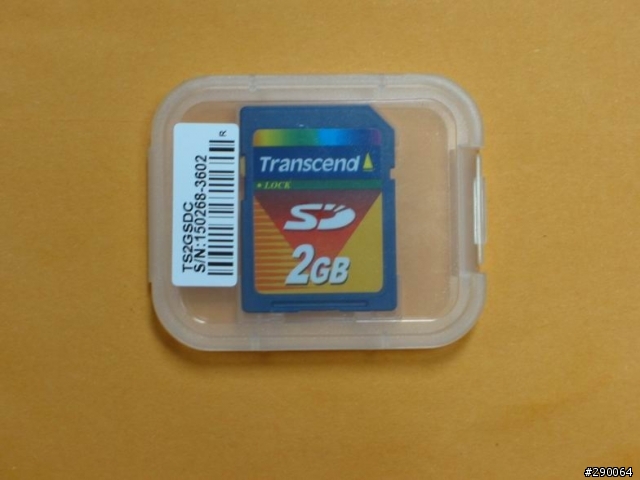 TS2GSDC
S/N:150268-3602
R
Transcend
LOCK
SD
2GB
#290064